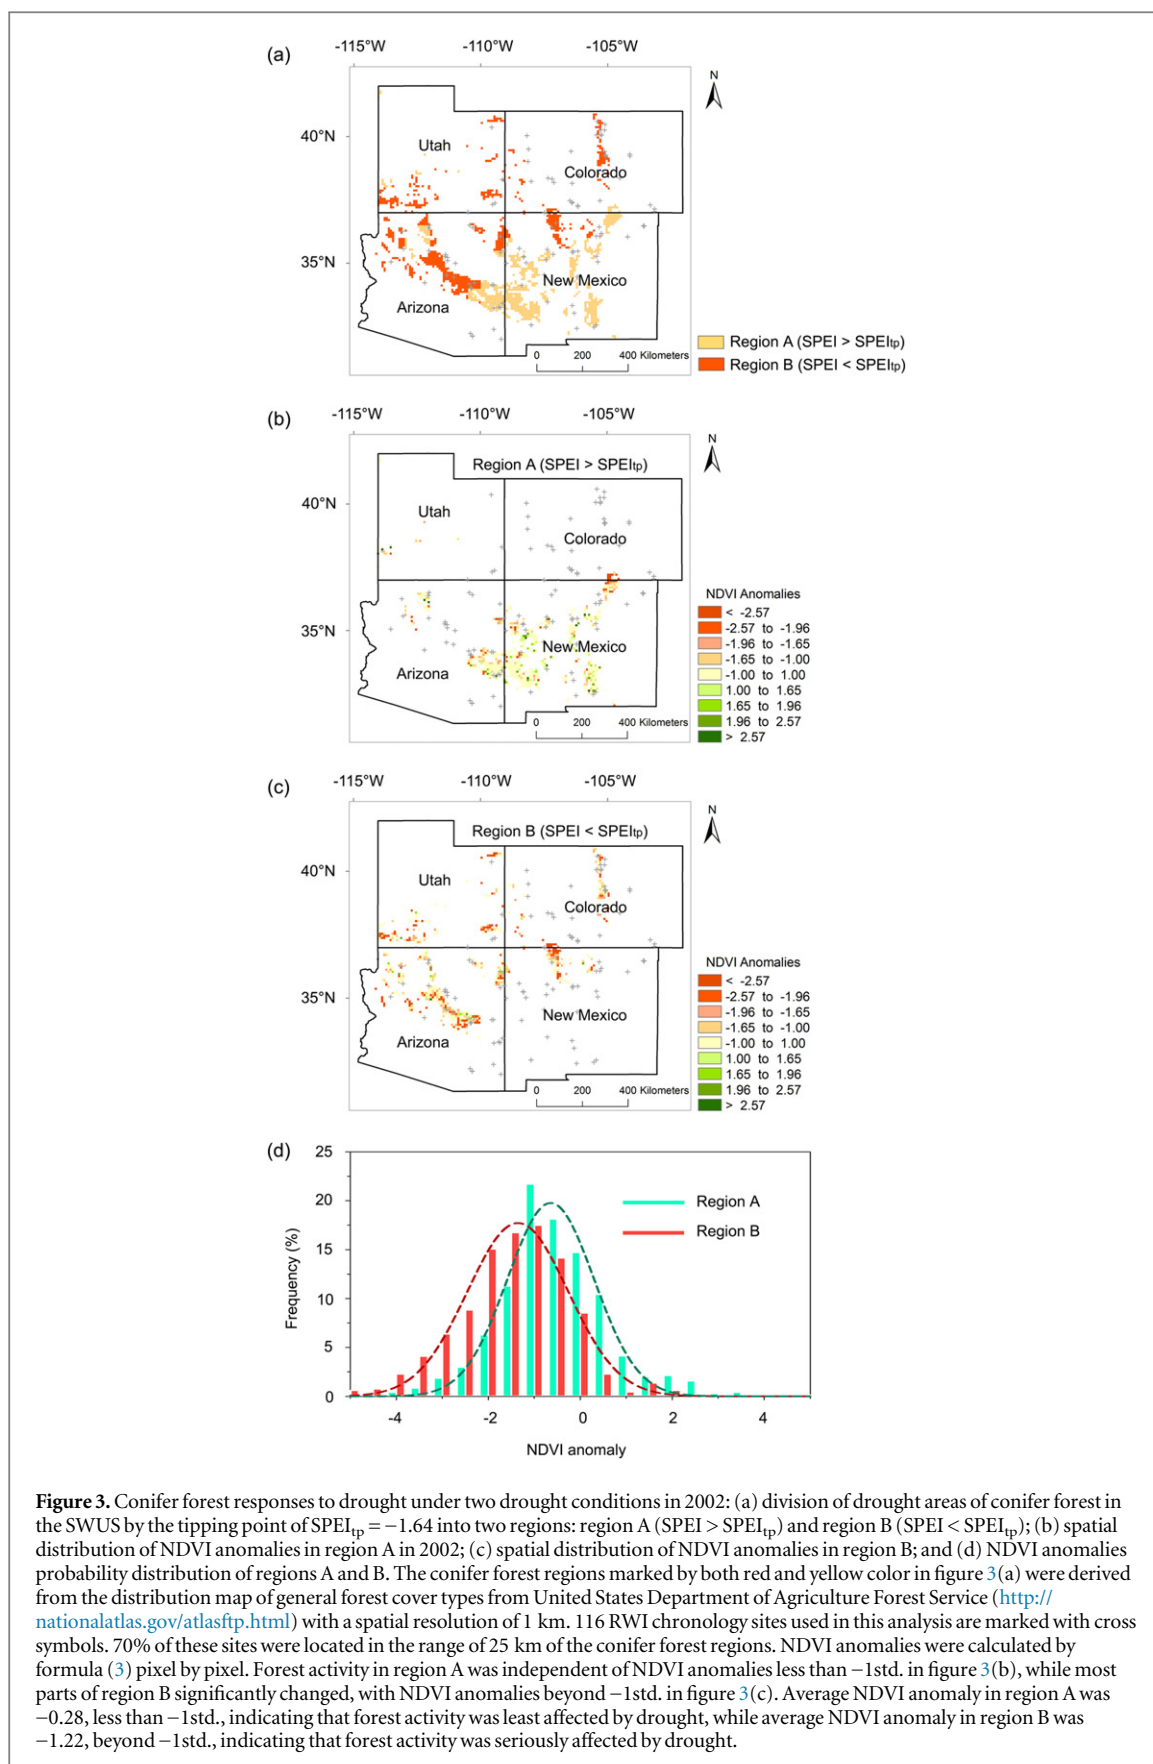 (a)
-115°W -110°W -105°W
N
40°N
Utah
Colorado
35°N
New Mexico
Arizona
0 200 400 Kilometers
Region A (SPEI > SPEItp)
Region B (SPEI < SPEItp)
(b)
-115°W -110°W -105°W
N
Region A (SPEI > SPEItp)
40°N
Utah
Colorado
35°N
New Mexico
Arizona
0 200 400 Kilometers
NDVI Anomalies
< -2.57
-2.57 to -1.96
-1.96 to -1.65
-1.65 to -1.00
-1.00 to 1.00
1.00 to 1.65
1.65 to 1.96
1.96 to 2.57
> 2.57
(c)
-115°W -110°W -105°W
N
Region B (SPEI < SPEItp)
40°N
Utah
Colorado
35°N
New Mexico
Arizona
0 200 400 Kilometers
NDVI Anomalies
< -2.57
-2.57 to -1.96
-1.96 to -1.65
-1.65 to -1.00
-1.00 to 1.00
1.00 to 1.65
1.65 to 1.96
1.96 to 2.57
> 2.57
(d)
25
20
15
10
5
0
Frequency (%)
Region A
Region B
-4 -2 0 2 4
NDVI anomaly
Figure 3. Conifer forest responses to drought under two drought conditions in 2002: (a) division of drought areas of conifer forest in
the SWUS by the tipping point of SPEItp = −1.64 into two regions: region A (SPEI > SPEItp) and region B (SPEI < SPEItp); (b) spatial
distribution of NDVI anomalies in region A in 2002; (c) spatial distribution of NDVI anomalies in region B; and (d) NDVI anomalies
probability distribution of regions A and B. The conifer forest regions marked by both red and yellow color in figure 3(a) were derived
from the distribution map of general forest cover types from United States Department of Agriculture Forest Service (http://
nationalatlas.gov/atlasftp.html) with a spatial resolution of 1 km. 116 RWI chronology sites used in this analysis are marked with cross
symbols. 70% of these sites were located in the range of 25 km of the conifer forest regions. NDVI anomalies were calculated by
formula (3) pixel by pixel. Forest activity in region A was independent of NDVI anomalies less than −1std. in figure 3(b), while most
parts of region B significantly changed, with NDVI anomalies beyond −1std. in figure 3(c). Average NDVI anomaly in region A was
−0.28, less than −1std., indicating that forest activity was least affected by drought, while average NDVI anomaly in region B was
−1.22, beyond −1std., indicating that forest activity was seriously affected by drought.